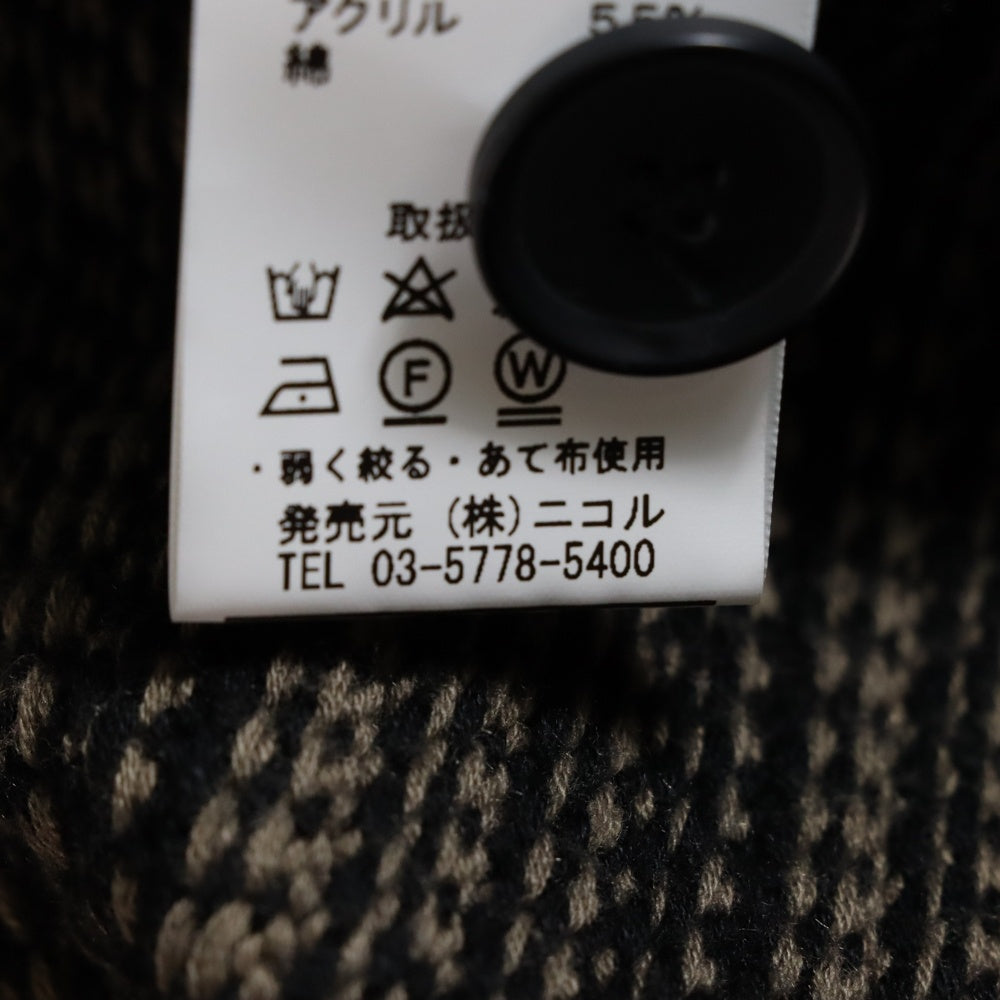 アクリル 55%
綿
取扱
F W
・弱く絞る・あて布使用
発売元 (株)ニコル
TEL 03-5778-5400